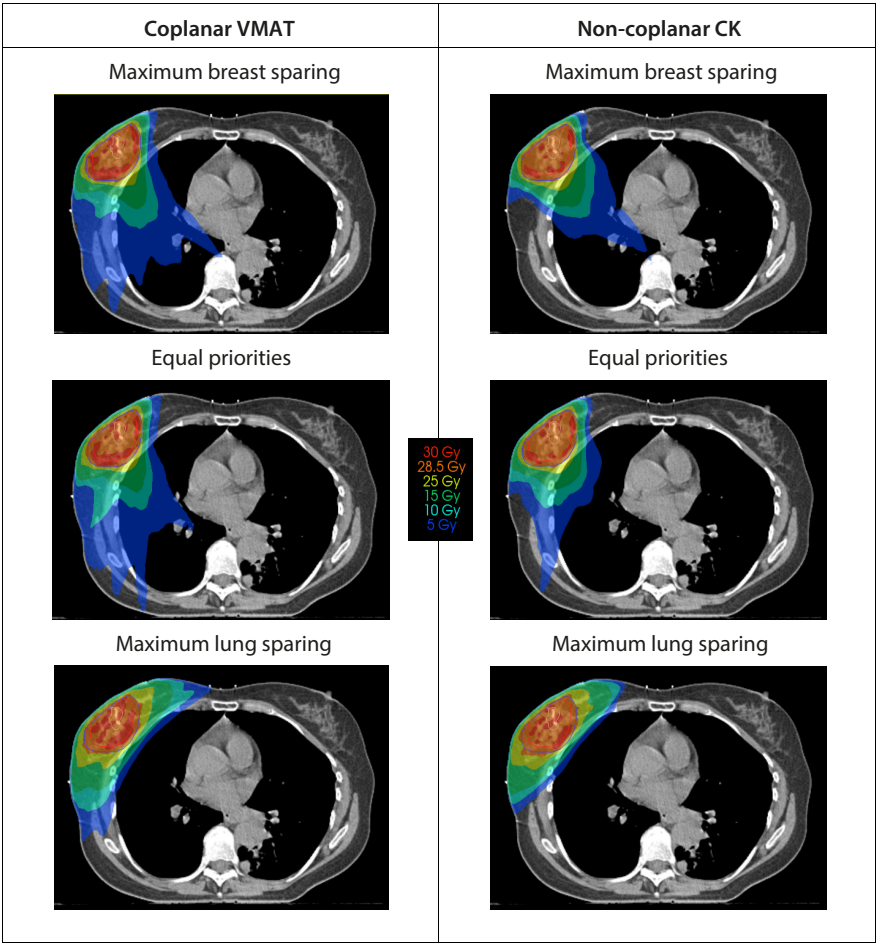 Coplanar VMAT
Non-coplanar CK
Maximum breast sparing
Maximum breast sparing
Equal priorities
Equal priorities
30 Gy
28.5 Gy
25 Gy
15 Gy
10 Gy
5 Gy
Maximum lung sparing
Maximum lung sparing